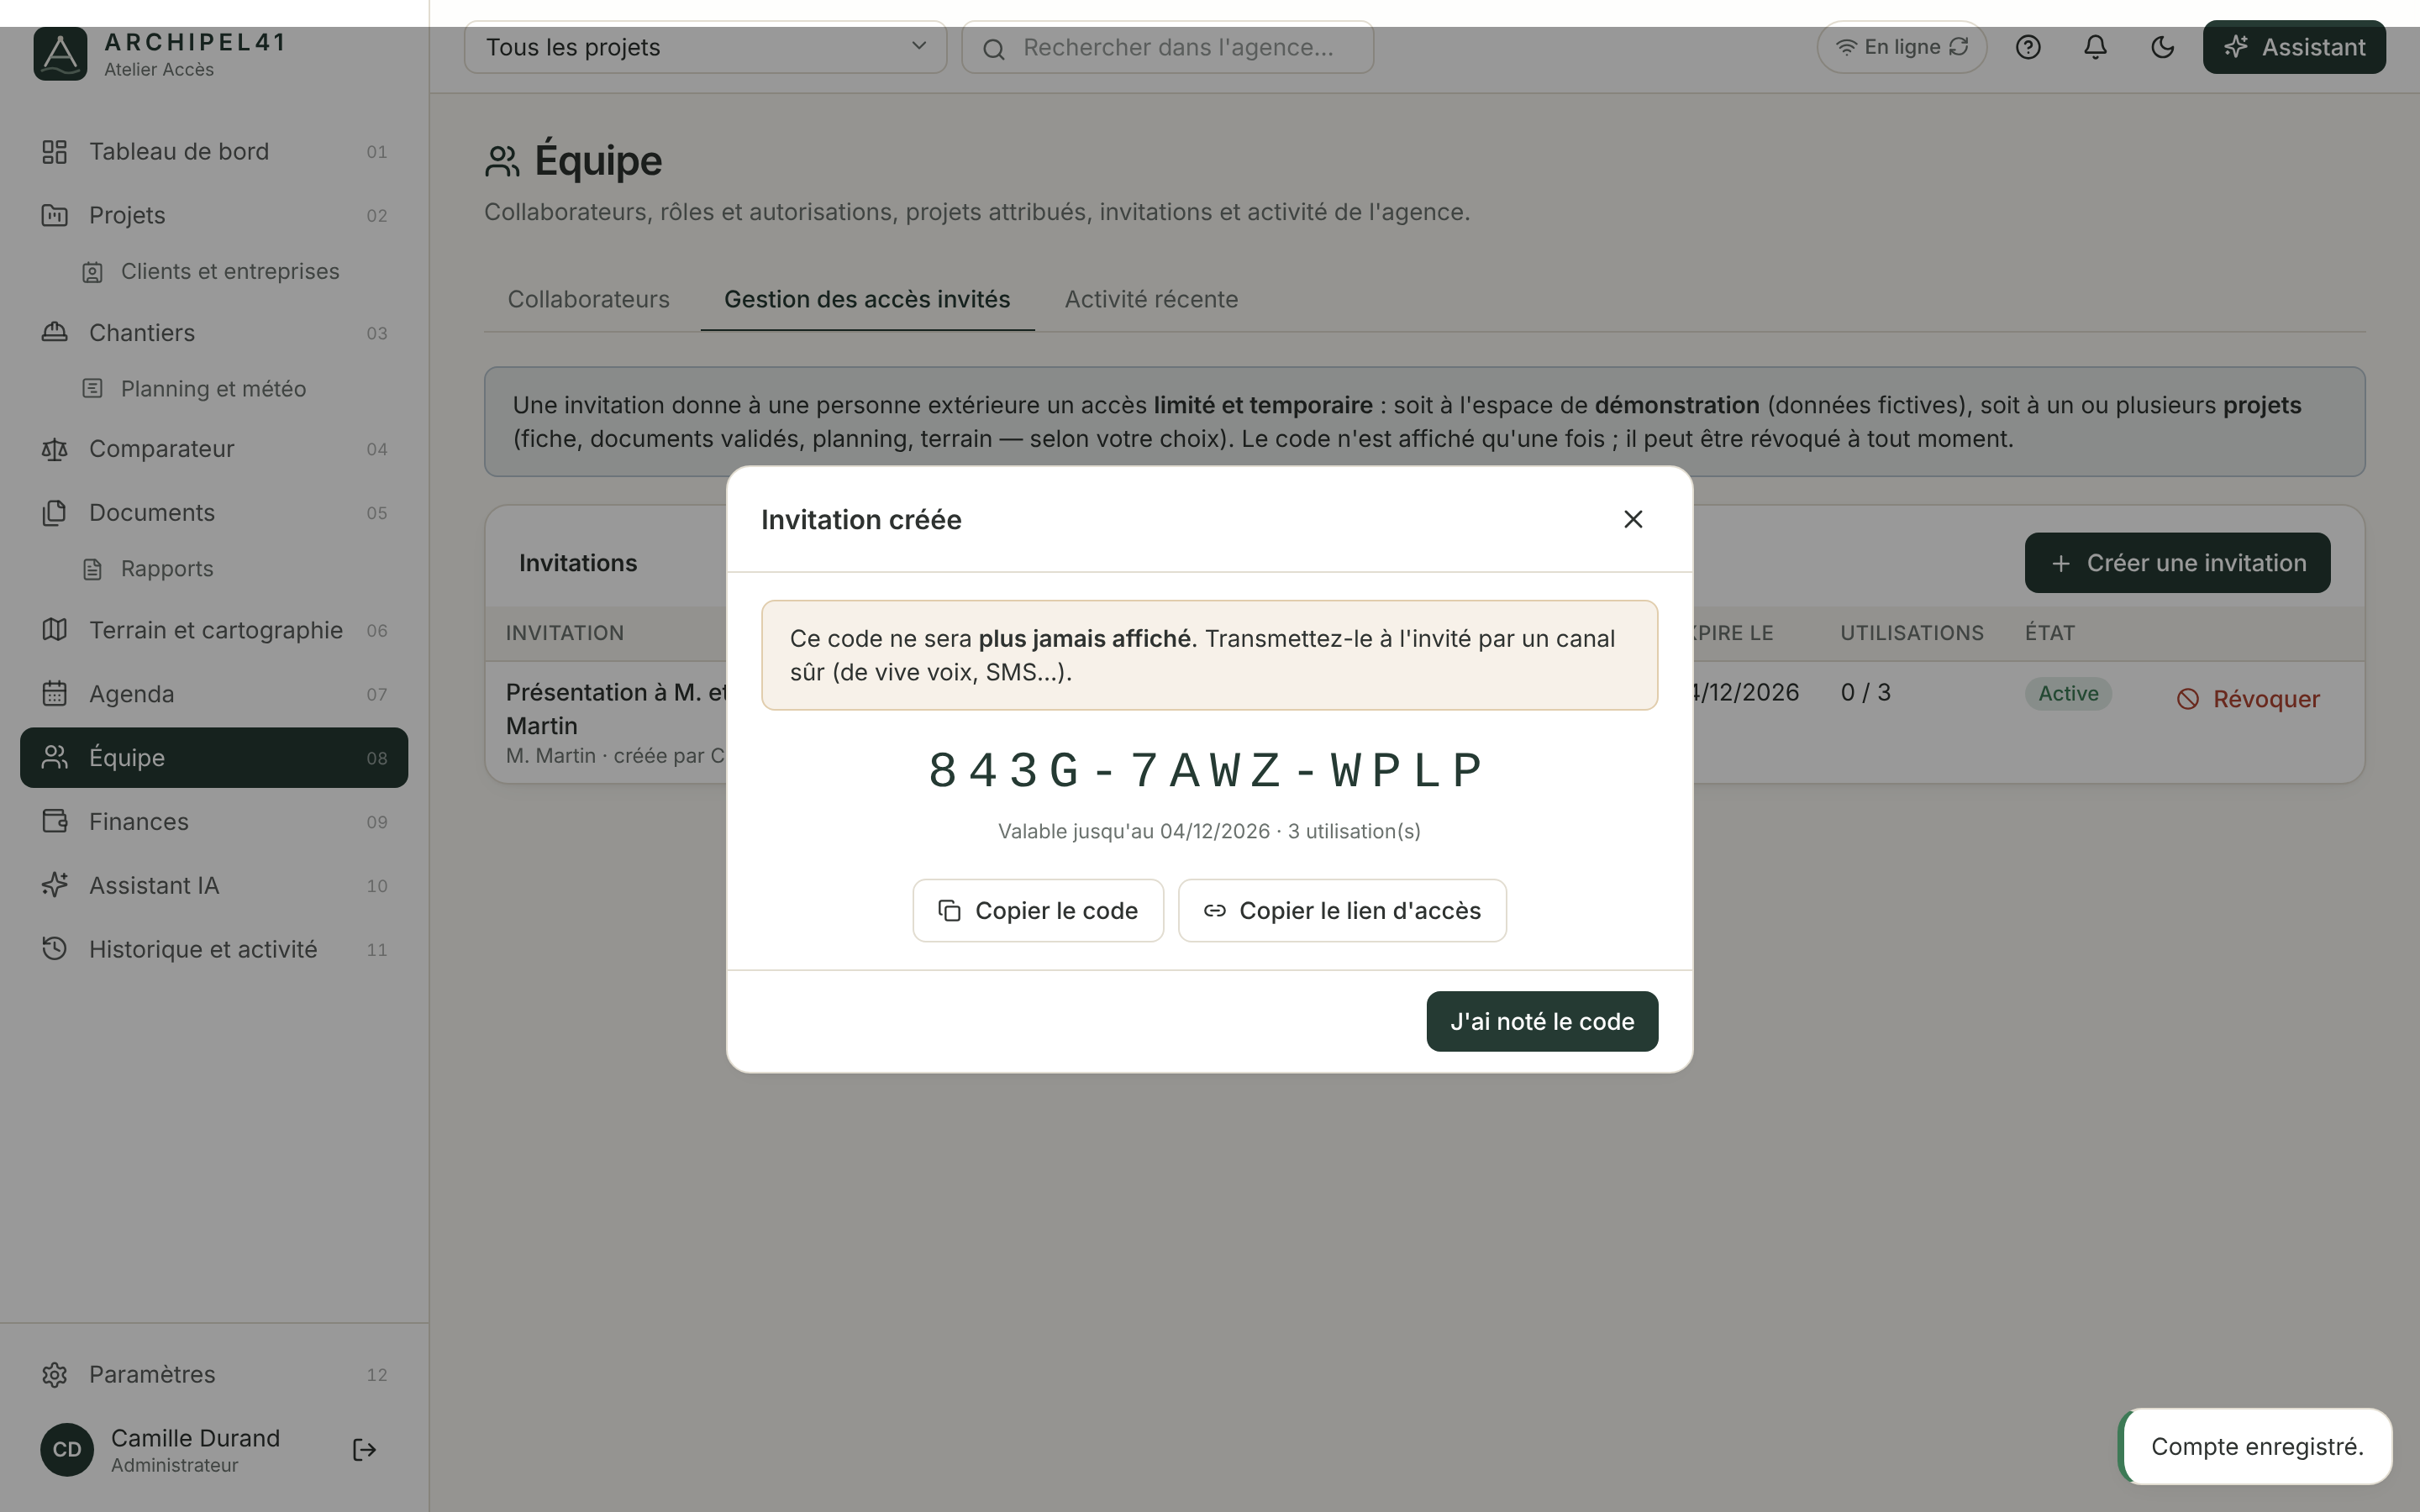 ARCHIPEL41
Atelier Accès
Tous les projets
Rechercher dans l'agence...
En ligne
Assistant
Tableau de bord 01
Projets 02
Clients et entreprises
Chantiers 03
Planning et météo
Comparateur 04
Documents 05
Rapports
Terrain et cartographie 06
Agenda 07
Équipe 08
Finances 09
Assistant IA 10
Historique et activité 11
Paramètres 12
CD
Camille Durand
Administrateur
Équipe
Collaborateurs, rôles et autorisations, projets attribués, invitations et activité de l'agence.
Collaborateurs Gestion des accès invités Activité récente
Une invitation donne à une personne extérieure un accès limité et temporaire : soit à l'espace de démonstration (données fictives), soit à un ou plusieurs projets
(fiche, documents validés, planning, terrain — selon votre choix). Le code n'est affiché qu'une fois ; il peut être révoqué à tout moment.
Invitations
Créer une invitation
INVITATION
PIRE LE UTILISATIONS ÉTAT
Présentation à M. et
Martin
M. Martin · créée par C
/12/2026 0 / 3 Active Révoquer
Invitation créée
Ce code ne sera plus jamais affiché. Transmettez-le à l'invité par un canal
sûr (de vive voix, SMS...).
843G-7AWZ-WPLP
Valable jusqu'au 04/12/2026 · 3 utilisation(s)
Copier le code Copier le lien d'accès
J'ai noté le code
Compte enregistré.